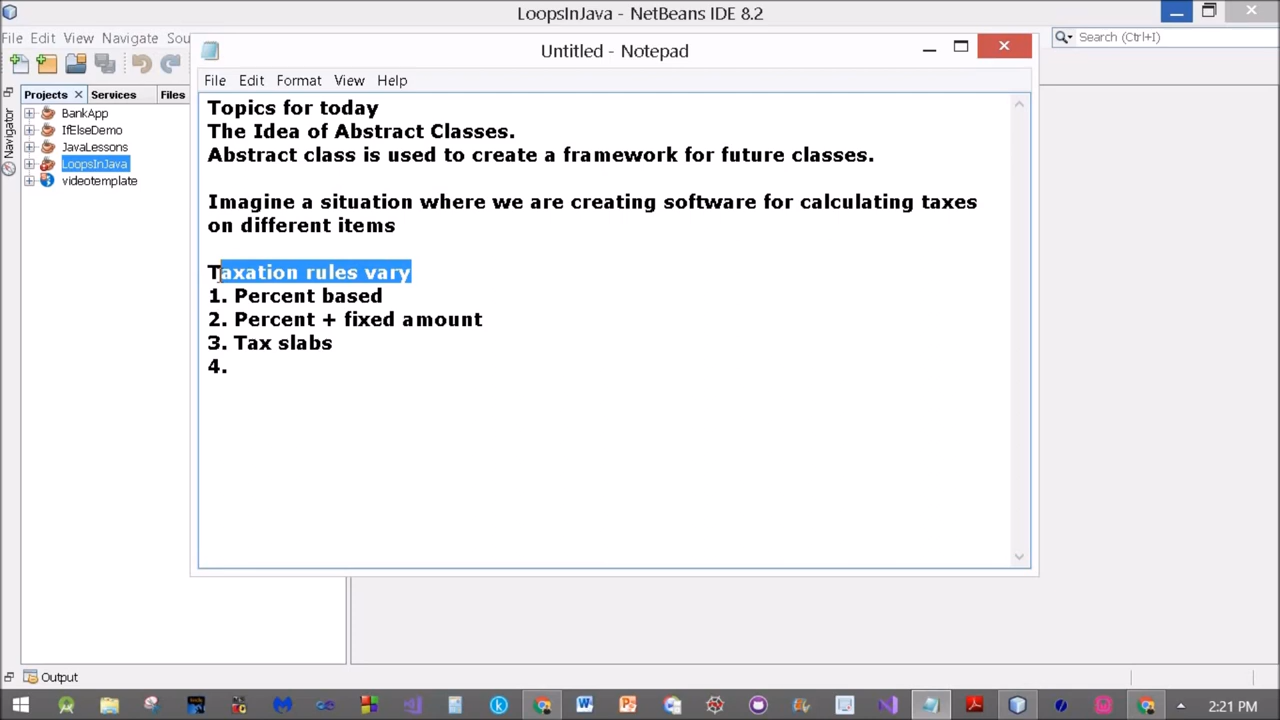 LoopsInJava - NetBeans IDE 8.2
File Edit View Navigate Sou
Search (Ctrl+I)
Untitled - Notepad
File Edit Format View Help
Projects Services Files
Navigator
BankApp
IfElseDemo
JavaLessons
LoopsInJava
videotemplate
Topics for today
The Idea of Abstract Classes.
Abstract class is used to create a framework for future classes.
Imagine a situation where we are creating software for calculating taxes
on different items
Taxation rules vary
1. Percent based
2. Percent + fixed amount
3. Tax slabs
4.
Output
2:21 PM